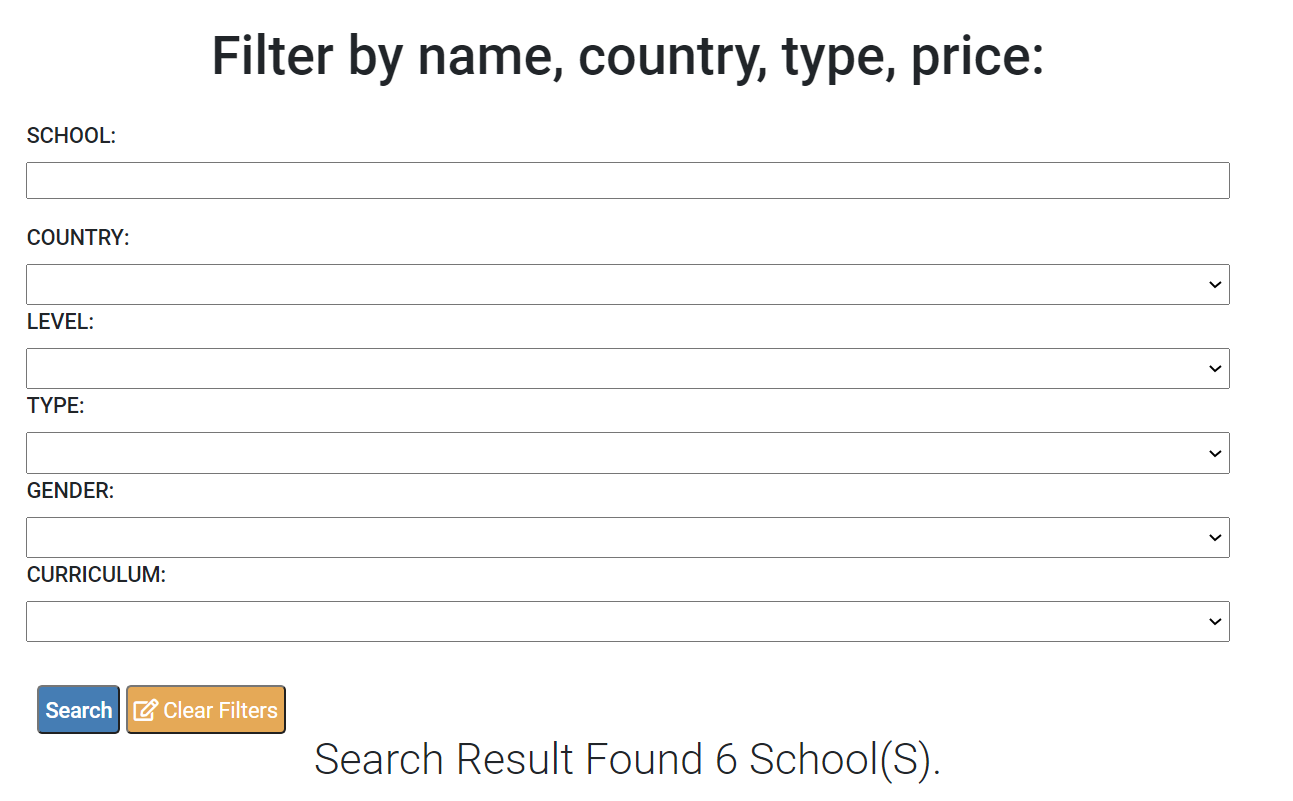 Filter by name, country, type, price:
SCHOOL:
COUNTRY:
LEVEL:
TYPE:
GENDER:
CURRICULUM:
Search Clear Filters
Search Result Found 6 School(S).